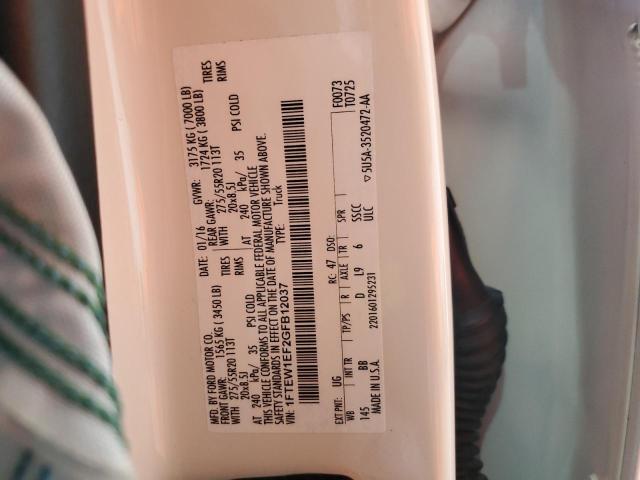 MFD. BY FORD MOTOR CO. DATE: 01/16 GVWR: 3175 KG ( 7000 LB)
FRONT GAWR: 1565 KG ( 3450 LB) REAR GAWR: 1724 KG ( 3800 LB)
WITH 275/55R20 113T TIRES WITH 275/55R20 113T TIRES
20x8.5J RIMS 20x8.5J RIMS
AT 240 kPa/ 35 PSI COLD AT 240 kPa/ 35 PSI COLD
THIS VEHICLE CONFORMS TO ALL APPLICABLE FEDERAL MOTOR VEHICLE
SAFETY STANDARDS IN EFFECT ON THE DATE OF MANUFACTURE SHOWN ABOVE.
VIN: 1FTEW1EF2GFB12037 TYPE: Truck
F0073
T0725
EXT PNT: UG RC: 47 DSO:
WB INT TR TP/PS R AXLE TR SPR
145 BB D L9 6 SSCC
ULC
2201601295231
MADE IN U.S.A. ▽5U5A-3520472-AA